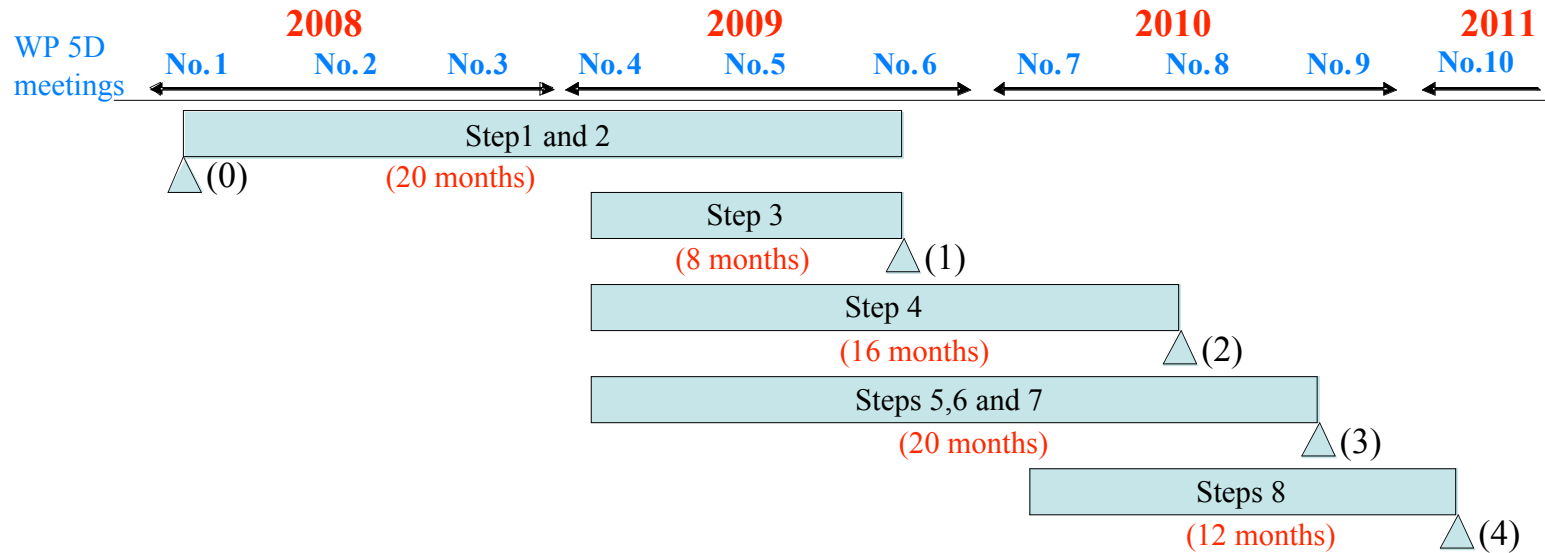 2008 2009 2010 2011
WP 5D
meetings
No.1 No.2 No.3 No.4 No.5 No.6 No.7 No.8 No.9 No.10
Step1 and 2
(0) (20 months)
Step 3
(8 months) (1)
Step 4
(16 months) (2)
Steps 5,6 and 7
(20 months) (3)
Steps 8
(12 months) (4)